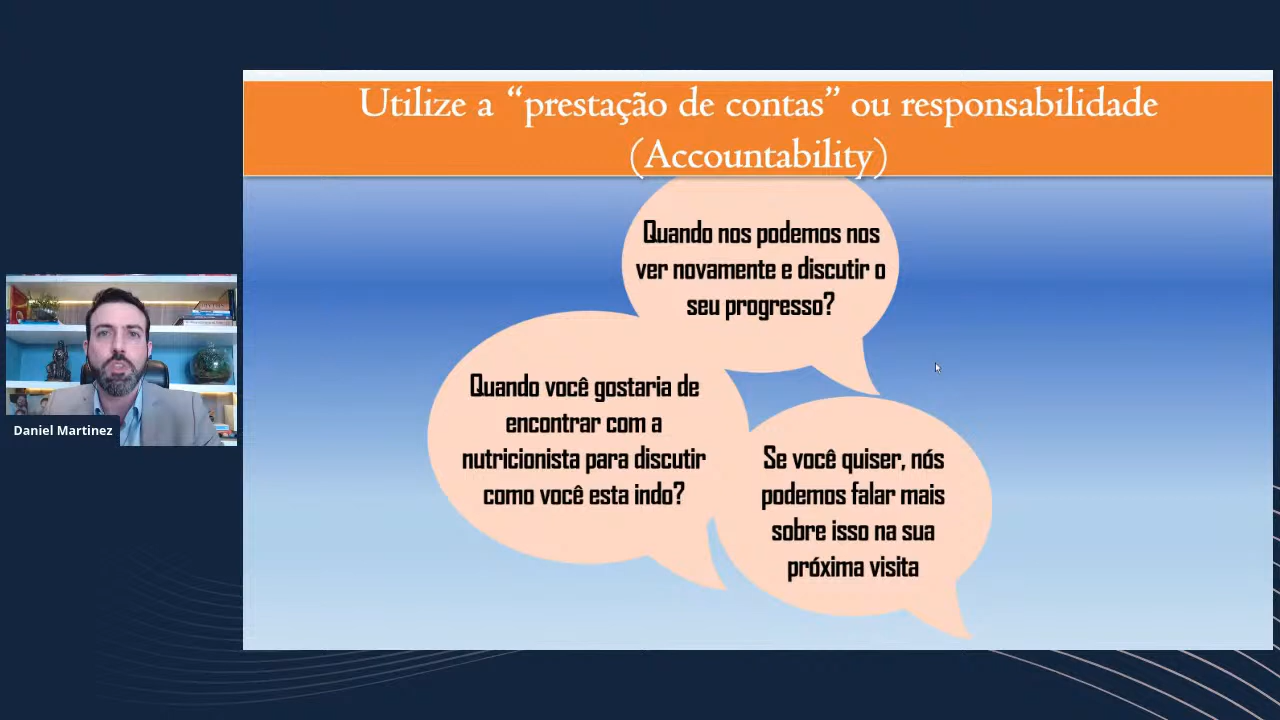 Utilize a “prestação de contas” ou responsabilidade
(Accountability)
Quando nos podemos nos
ver novamente e discutir o
seu progresso?
Quando você gostaria de
encontrar com a
nutricionista para discutir
como você esta indo?
Se você quiser, nós
podemos falar mais
sobre isso na sua
próxima visita
Daniel Martinez